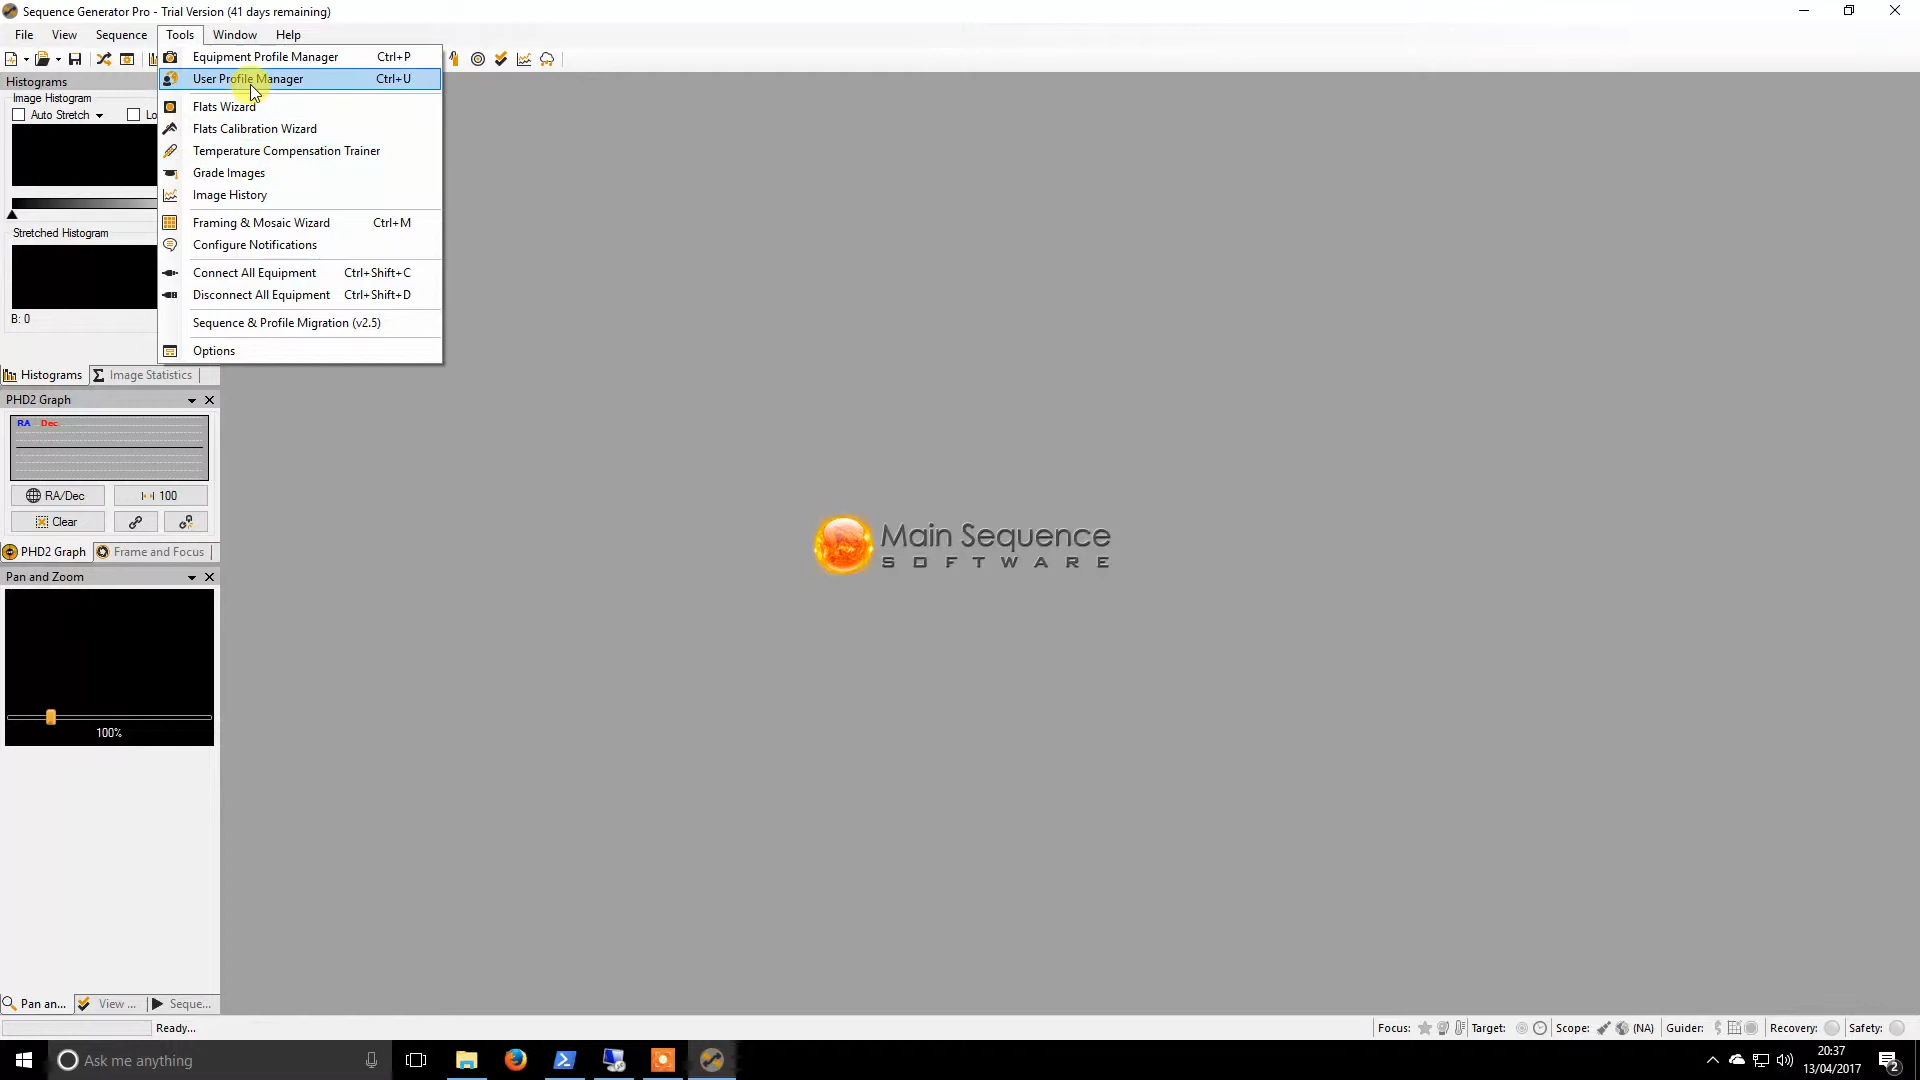 Sequence Generator Pro - Trial Version (41 days remaining)
File View Sequence Tools Window Help
Equipment Profile Manager Ctrl+P
User Profile Manager Ctrl+U
Flats Wizard
Flats Calibration Wizard
Temperature Compensation Trainer
Grade Images
Image History
Framing & Mosaic Wizard Ctrl+M
Configure Notifications
Connect All Equipment Ctrl+Shift+C
Disconnect All Equipment Ctrl+Shift+D
Sequence & Profile Migration (v2.5)
Options
Histograms
Image Histogram
Auto Stretch Lo
Stretched Histogram
B: 0
Histograms Image Statistics
PHD2 Graph
RA Dec
RA/Dec 100
Clear
PHD2 Graph Frame and Focus
Pan and Zoom
100%
Main Sequence
SOFTWARE
Pan an... View ... Seque...
Ready...
Focus: Target: Scope: (NA) Guider: Recovery: Safety:
Ask me anything
20:37
13/04/2017
2